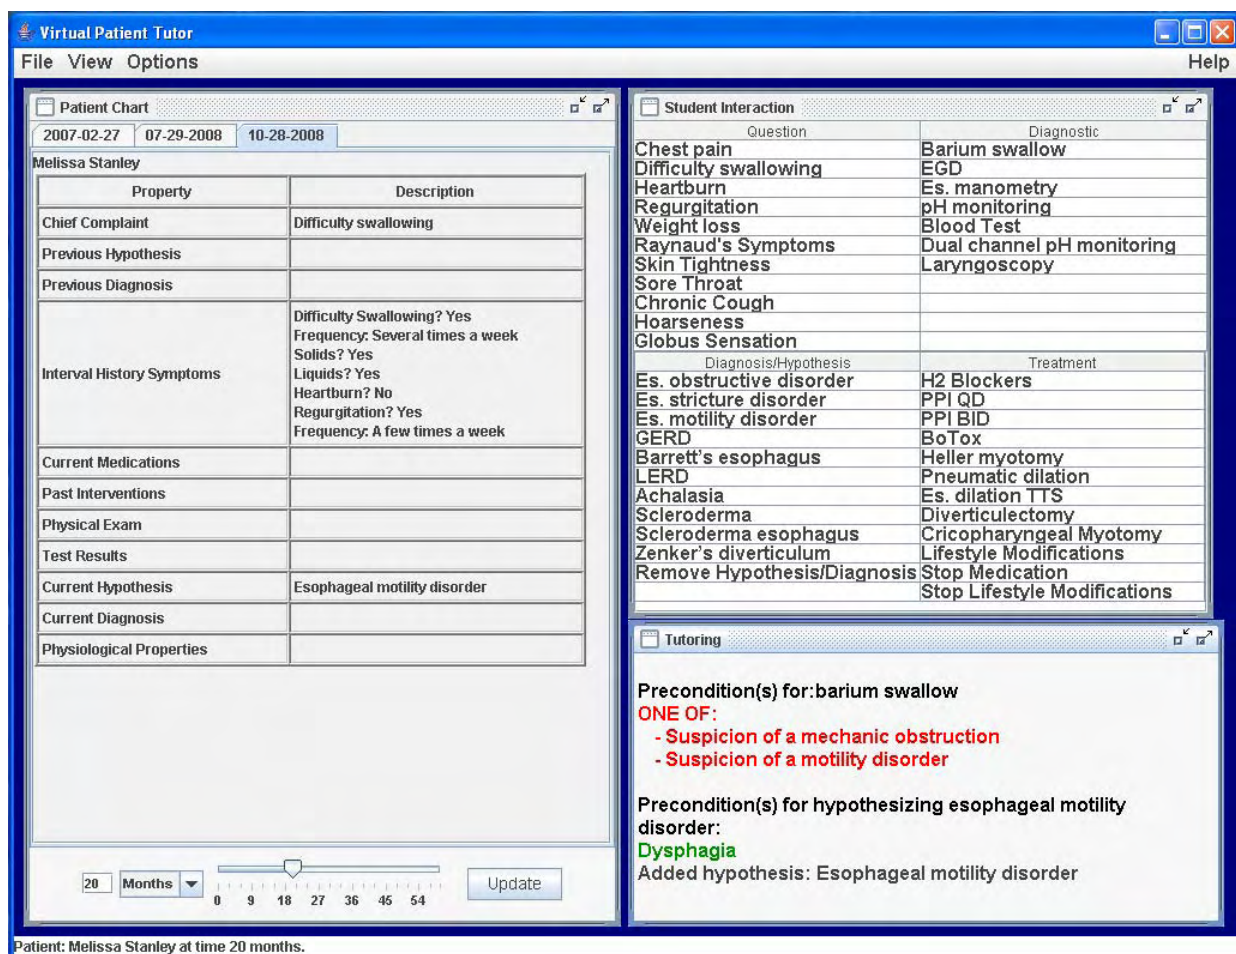 Virtual Patient Tutor
File View Options Help
Patient Chart
2007-02-27 07-29-2008 10-28-2008
Melissa Stanley
Property Description
Chief Complaint Difficulty swallowing
Previous Hypothesis
Previous Diagnosis
Interval History Symptoms
Difficulty Swallowing? Yes
Frequency: Several times a week
Solids? Yes
Liquids? Yes
Heartburn? No
Regurgitation? Yes
Frequency: A few times a week
Current Medications
Past Interventions
Physical Exam
Test Results
Current Hypothesis Esophageal motility disorder
Current Diagnosis
Physiological Properties
20 Months
0 9 18 27 36 45 54
Update
Student Interaction
Question Diagnostic
Chest pain Barium swallow
Difficulty swallowing EGD
Heartburn Es. manometry
Regurgitation pH monitoring
Weight loss Blood Test
Raynaud's Symptoms Dual channel pH monitoring
Skin Tightness Laryngoscopy
Sore Throat
Chronic Cough
Hoarseness
Globus Sensation
Diagnosis/Hypothesis Treatment
Es. obstructive disorder H2 Blockers
Es. stricture disorder PPI QD
Es. motility disorder PPI BID
GERD BoTox
Barrett's esophagus Heller myotomy
LERD Pneumatic dilation
Achalasia Es. dilation TTS
Scleroderma Diverticulectomy
Scleroderma esophagus Cricopharyngeal Myotomy
Zenker's diverticulum Lifestyle Modifications
Remove Hypothesis/Diagnosis Stop Medication
Stop Lifestyle Modifications
Tutoring
Precondition(s) for:barium swallow
ONE OF:
- Suspicion of a mechanic obstruction
- Suspicion of a motility disorder
Precondition(s) for hypothesizing esophageal motility
disorder:
Dysphagia
Added hypothesis: Esophageal motility disorder
Patient: Melissa Stanley at time 20 months.